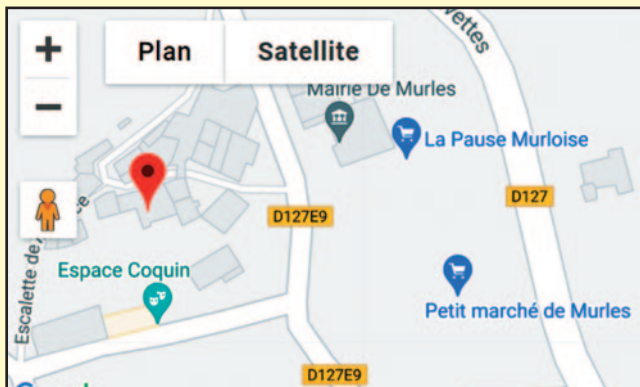 +
Plan
Satellite
−
Mairie De Murles
La Pause Murloise
D127
D127E9
Espace Coquin
Petit marché de Murles
D127E9